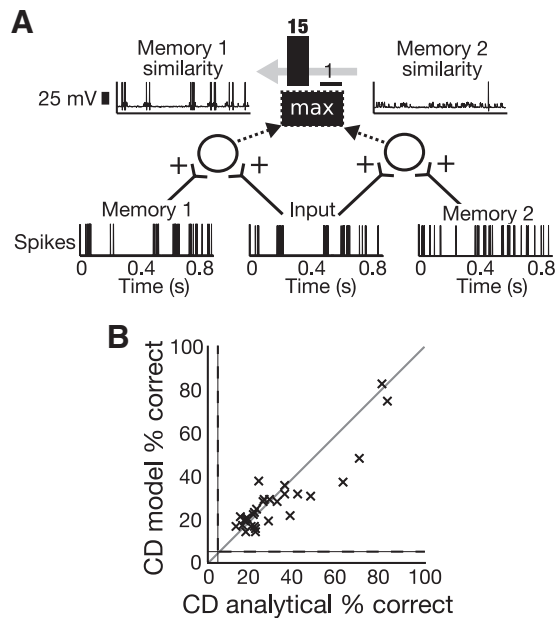 A
Memory 1 similarity
15
1
Memory 2 similarity
25 mV
max
+ + + +
Memory 1
Input
Memory 2
Spikes
0 0.4 0.8
0 0.4 0.8
0 0.4 0.8
Time (s)
Time (s)
Time (s)
B
CD model % correct
100
80
60
40
20
0
0 20 40 60 80 100
CD analytical % correct